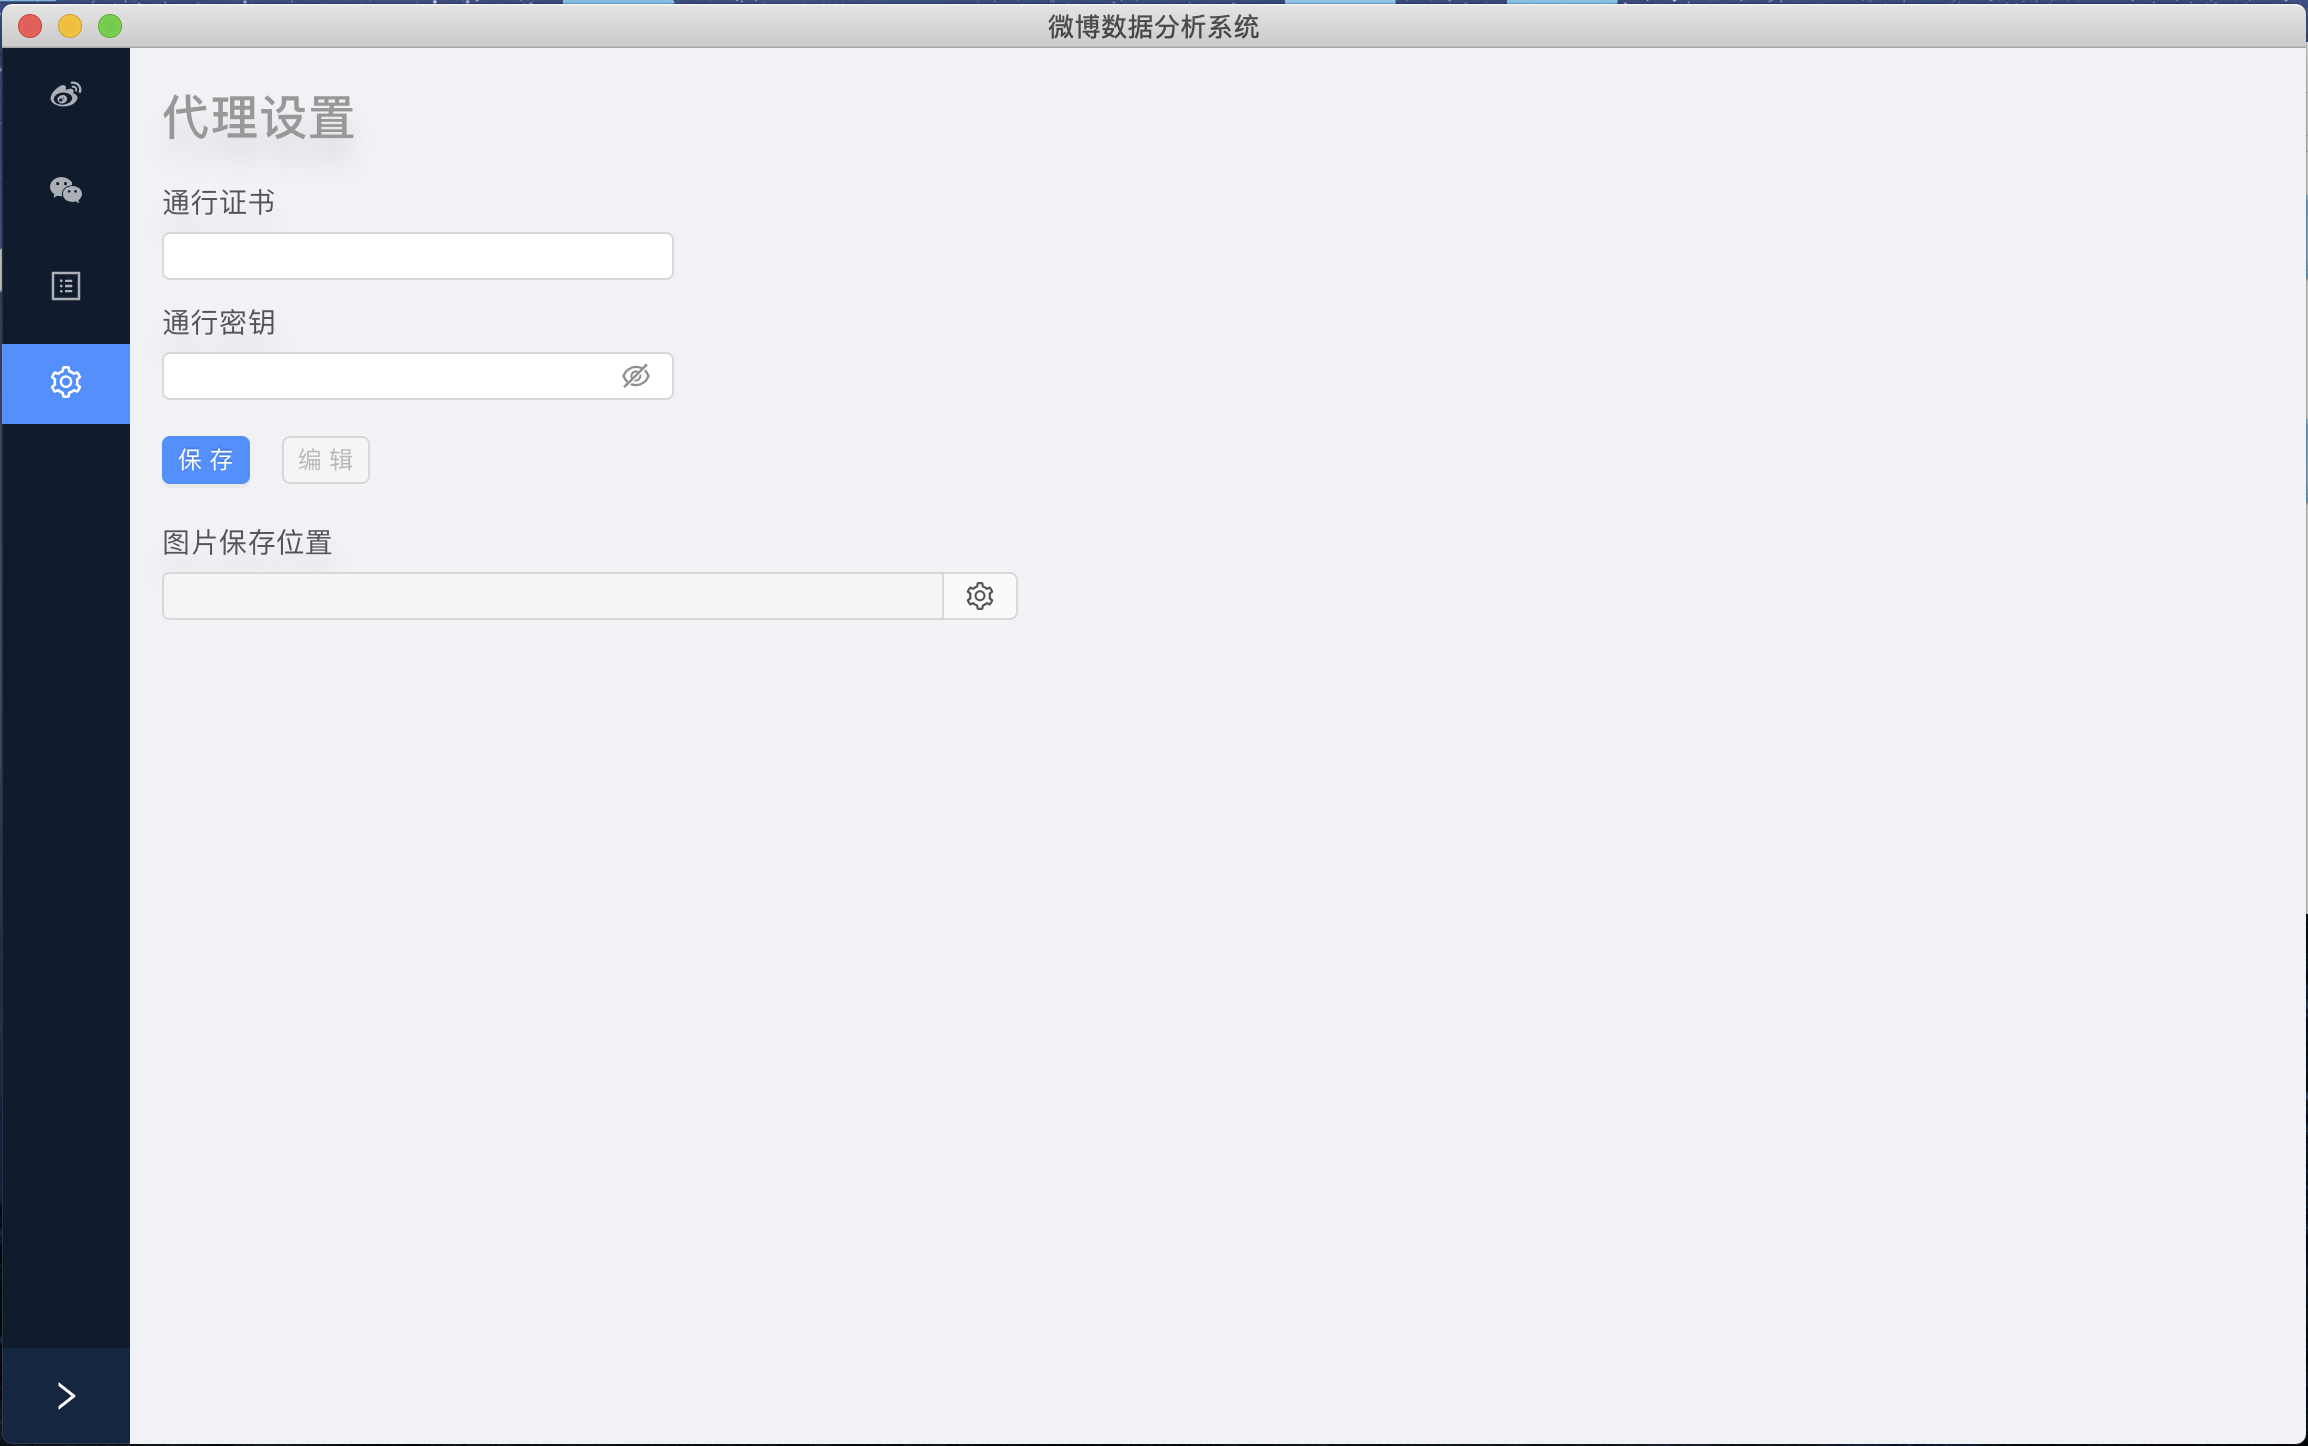 微博数据分析系统
代理设置
通行证书
通行密钥
保 存 编 辑
图片保存位置